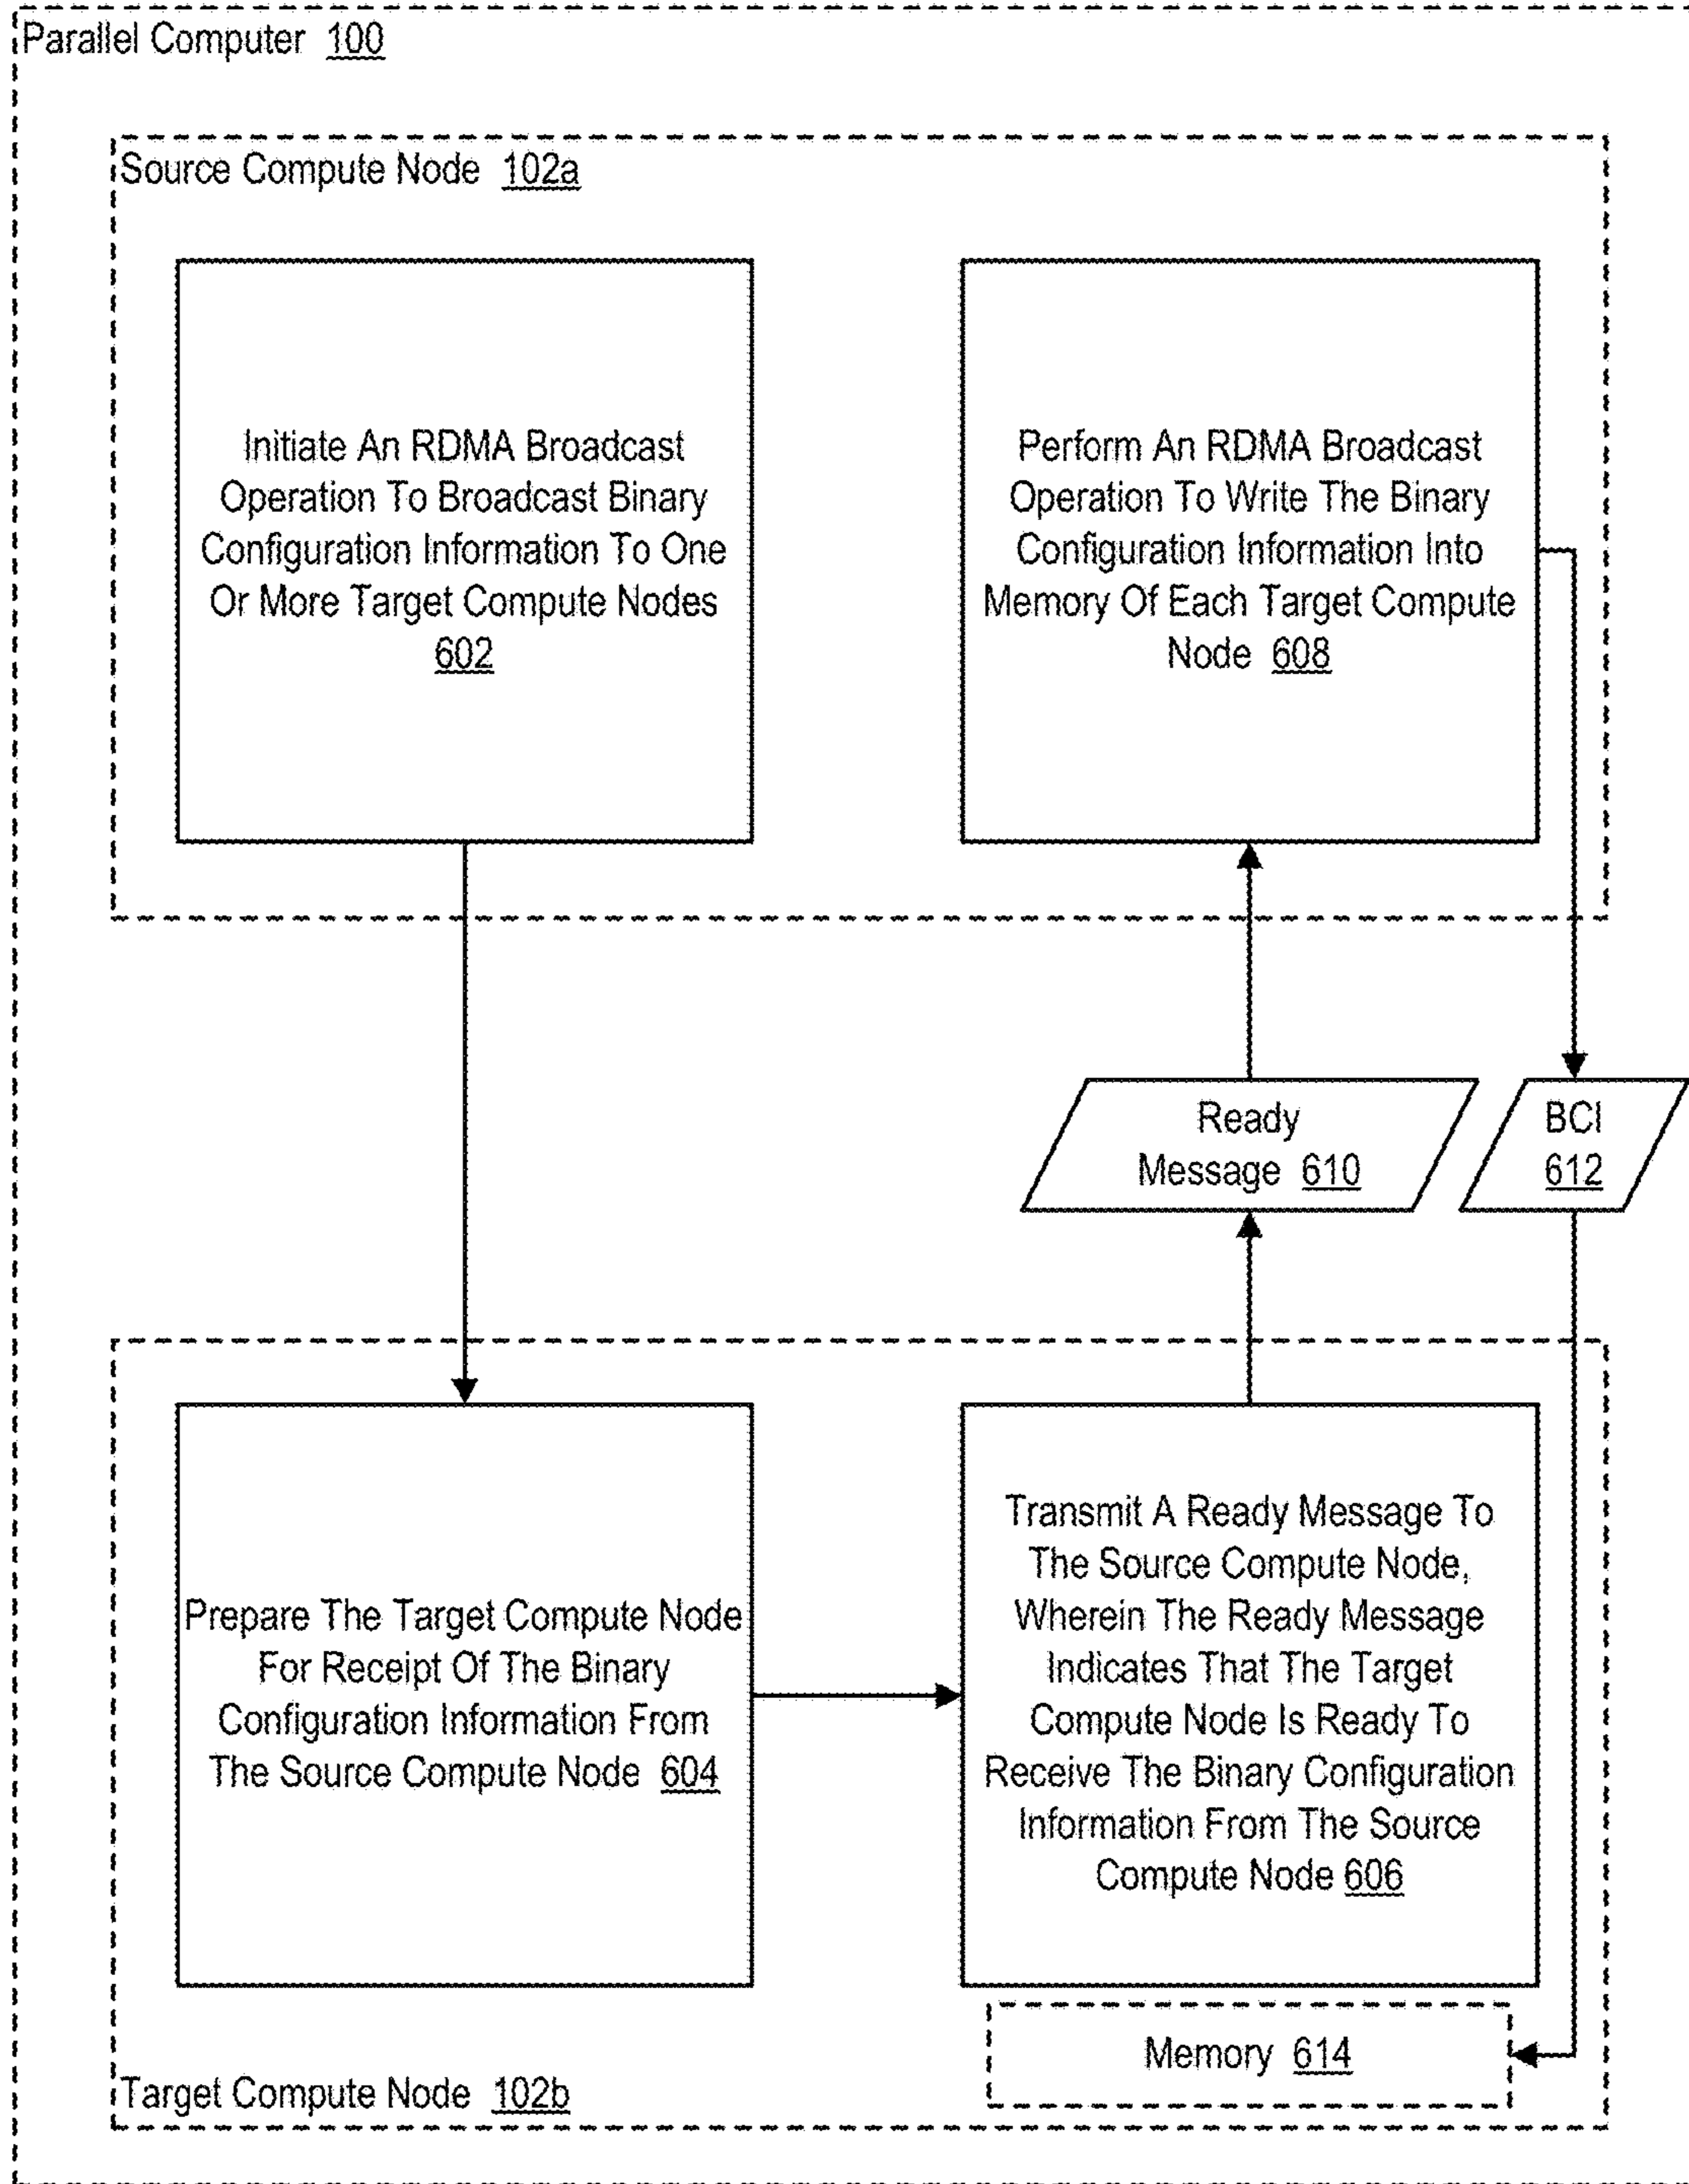 Parallel Computer 100
Source Compute Node 102a
Initiate An RDMA Broadcast
Operation To Broadcast Binary
Configuration Information To One
Or More Target Compute Nodes
602
Perform An RDMA Broadcast
Operation To Write The Binary
Configuration Information Into
Memory Of Each Target Compute
Node 608
Ready
Message 610
BCI
612
Prepare The Target Compute Node
For Receipt Of The Binary
Configuration Information From
The Source Compute Node 604
Transmit A Ready Message To
The Source Compute Node,
Wherein The Ready Message
Indicates That The Target
Compute Node Is Ready To
Receive The Binary Configuration
Information From The Source
Compute Node 606
Memory 614
Target Compute Node 102b